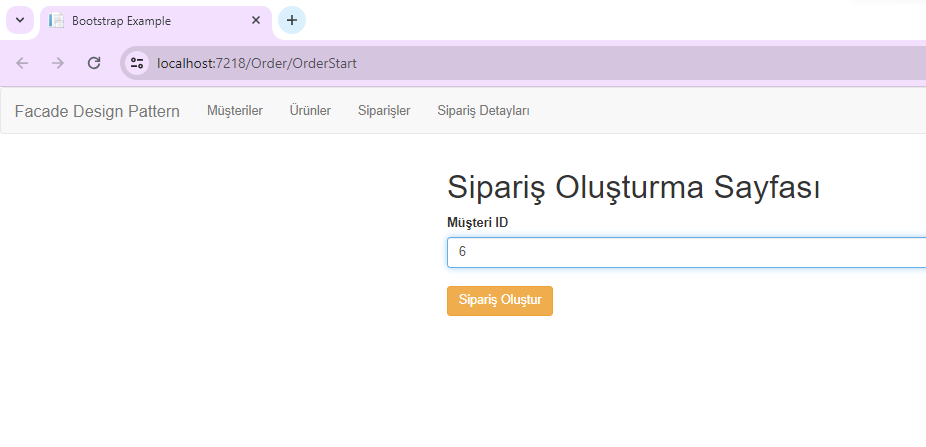 Bootstrap Example
localhost:7218/Order/OrderStart
Facade Design Pattern Müşteriler Ürünler Siparişler Sipariş Detayları
Sipariş Oluşturma Sayfası
Müşteri ID
6
Sipariş Oluştur